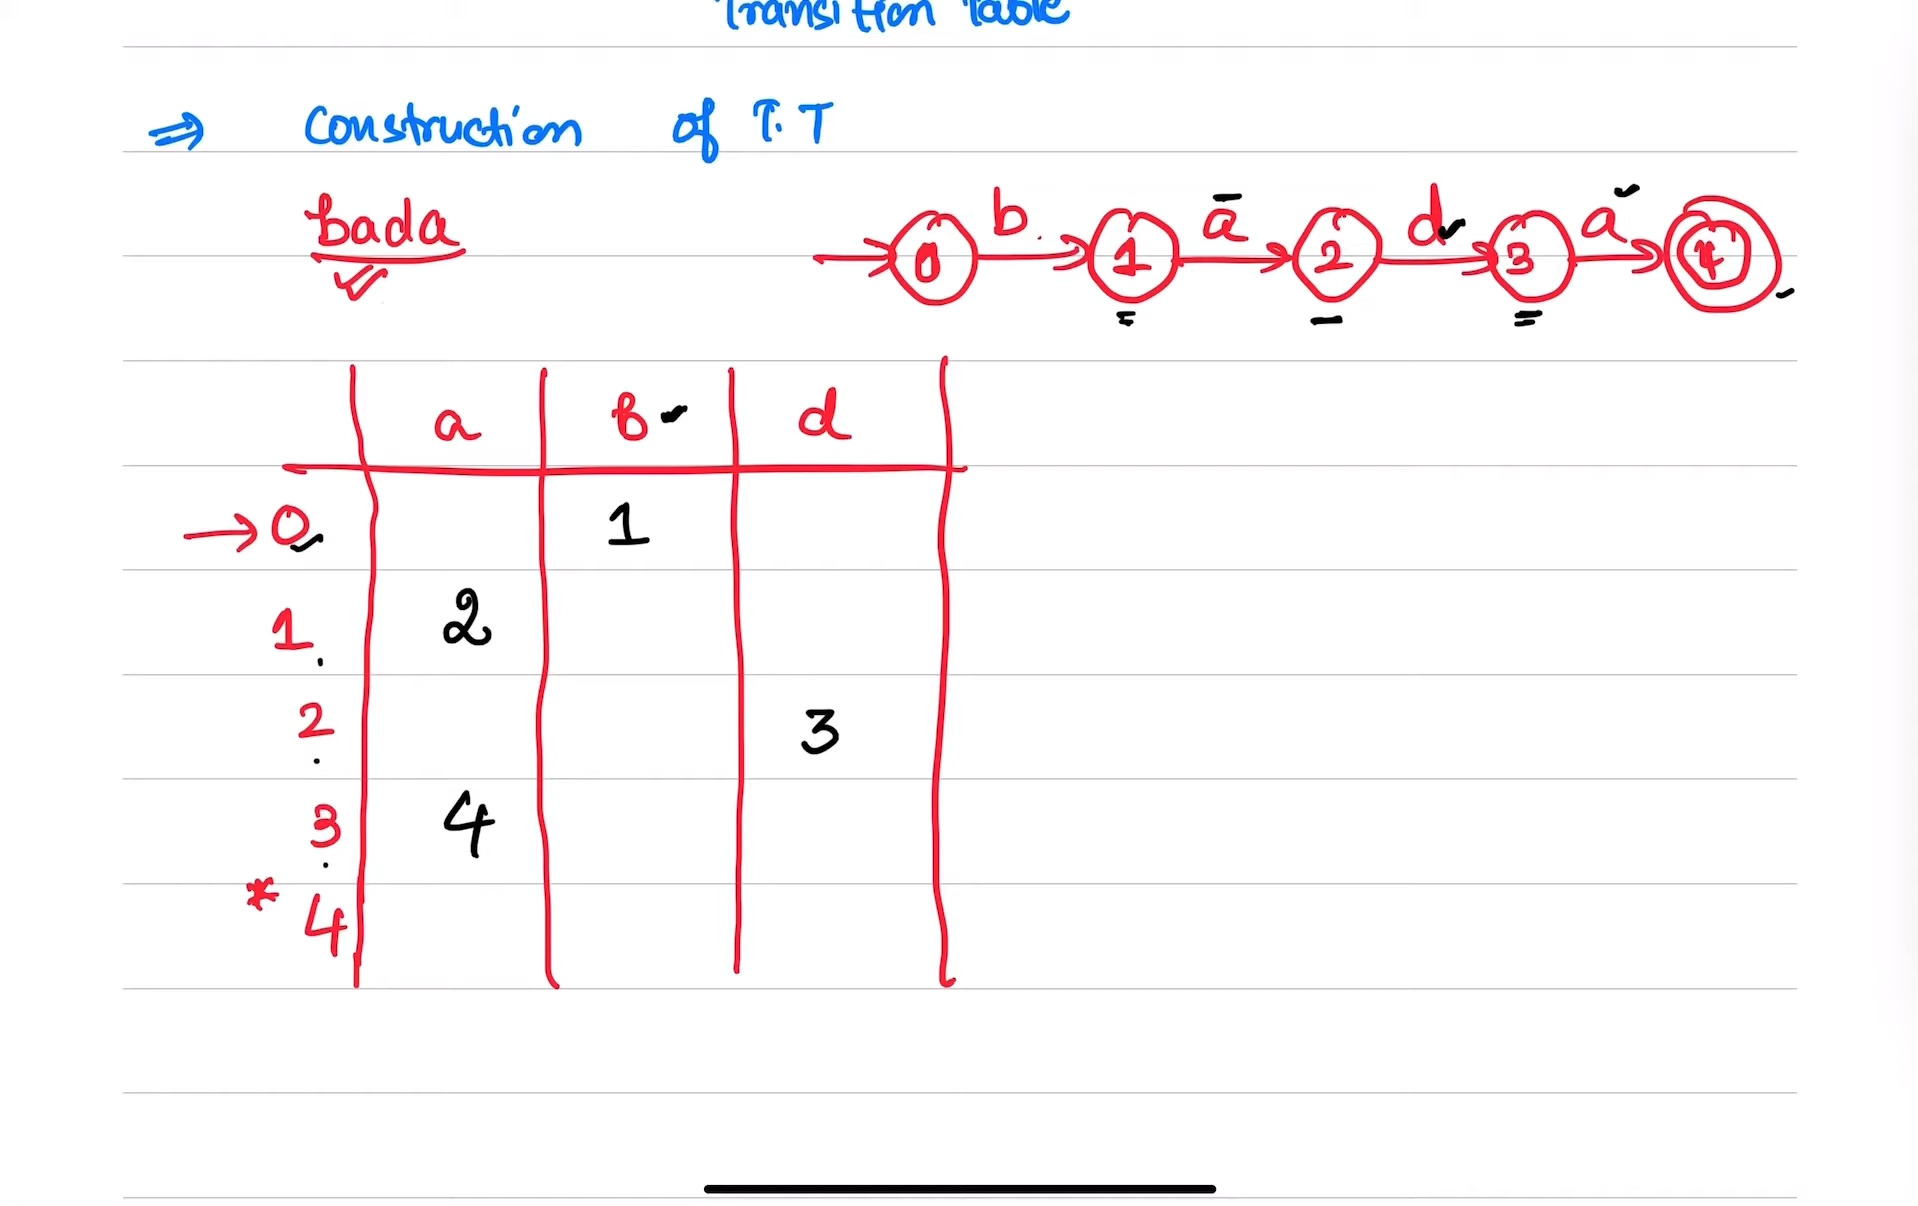 Transition Table
⇒ Construction of T.T
bada
b a d a
→ 0 1 2 3 4
a b d
→ 0 1
1 2
2 3
3 4
* 4